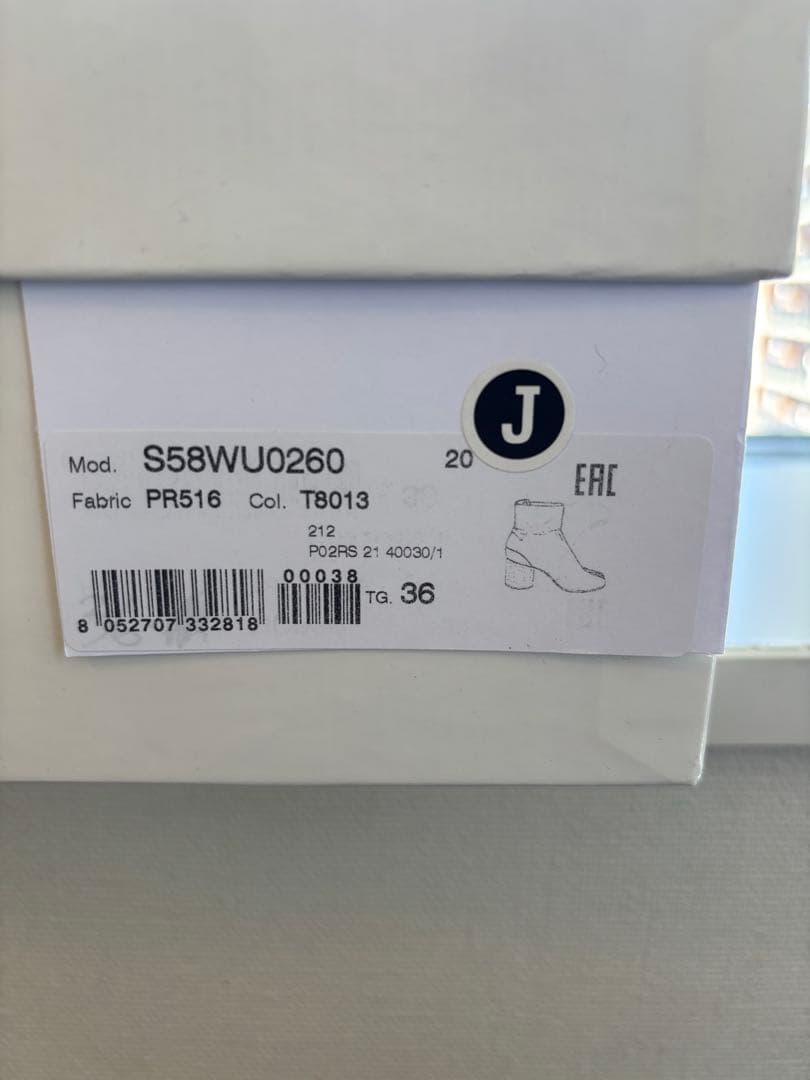 J
Mod. S58WU0260 20
EAC
Fabric PR516 Col. T8013
212
P02RS 21 40030/1
00038
TG. 36
8 052707 332818